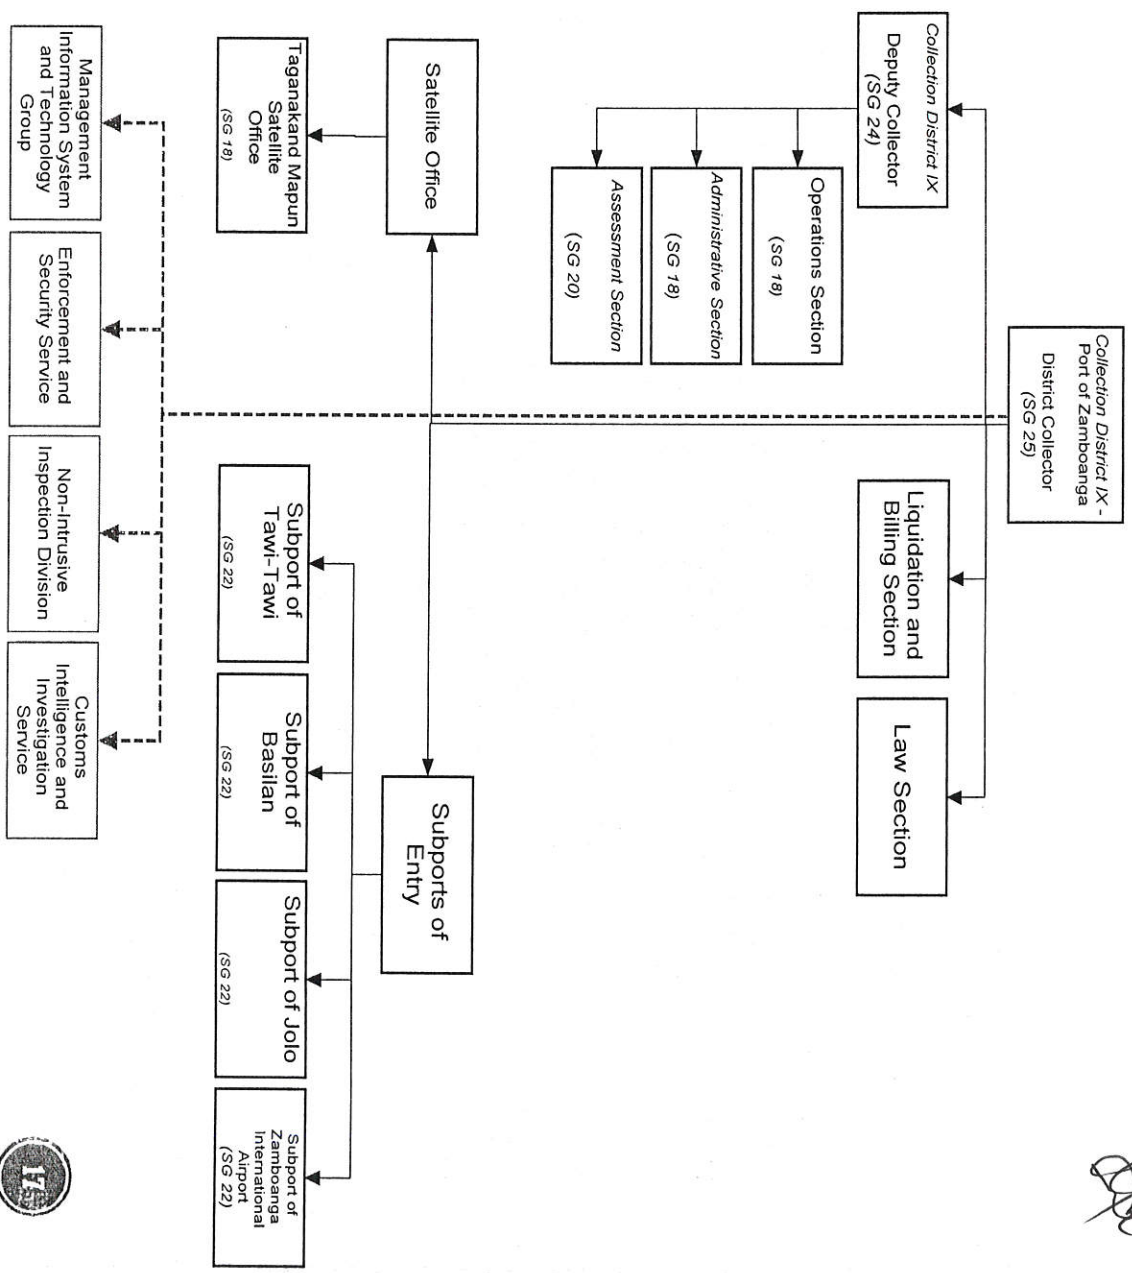 Collection District IX -
Port of Zamboanga
District Collector
(SG 25)
Collection District IX
Deputy Collector
(SG 24)
Liquidation and
Billing Section
Law Section
Operations Section
(SG 18)
Administrative Section
(SG 18)
Assessment Section
(SG 20)
Satellite Office
Subports of
Entry
Taganakand Mapun
Satellite
Office
(SG 18)
Subport of
Tawi-Tawi
(SG 22)
Subport of
Basilan
(SG 22)
Subport of Jolo
(SG 22)
Subport of
Zamboanga
International
Airport
(SG 22)
Management
Information System
and Technology
Group
Enforcement and
Security Service
Non-Intrusive
Inspection Division
Customs
Intelligence and
Investigation
Service
17